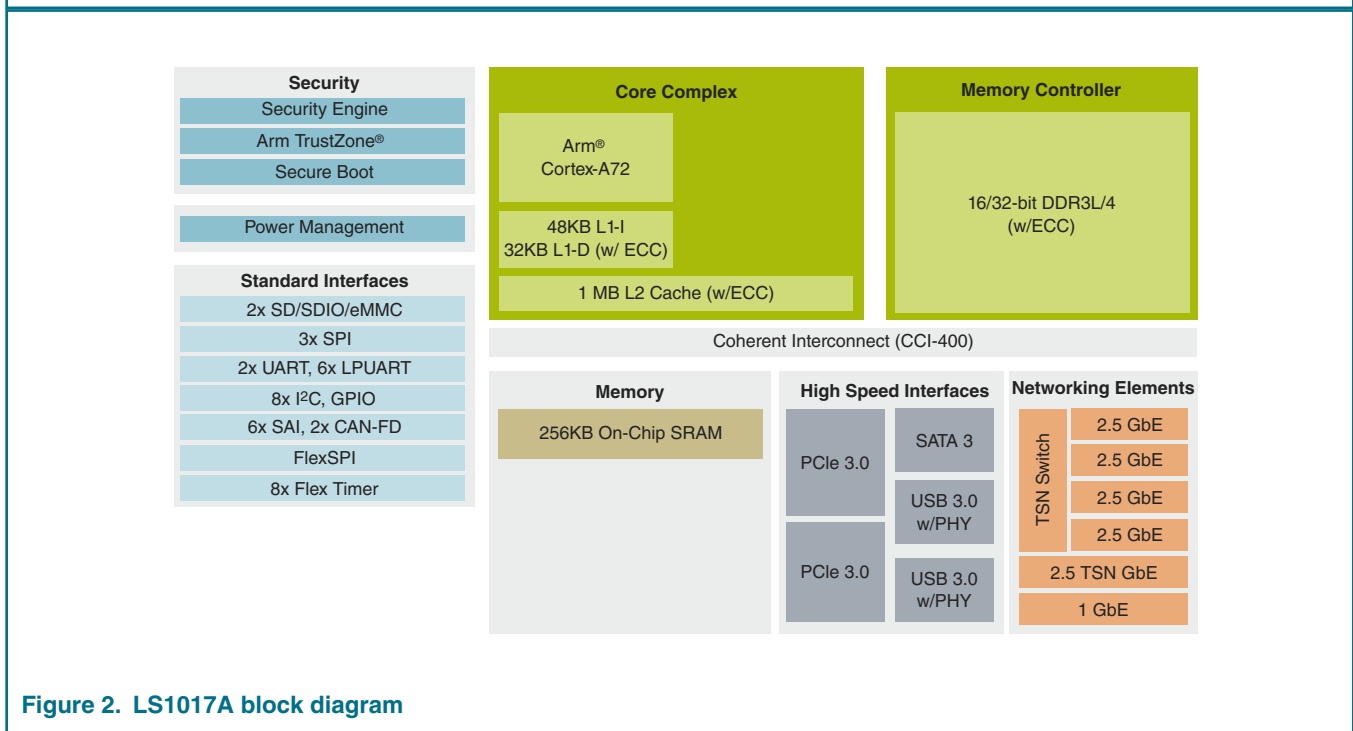 Security
Security Engine
Arm TrustZone®
Secure Boot
Power Management
Standard Interfaces
2x SD/SDIO/eMMC
3x SPI
2x UART, 6x LPUART
8x I²C, GPIO
6x SAI, 2x CAN-FD
FlexSPI
8x Flex Timer
Core Complex
Arm®
Cortex-A72
48KB L1-I
32KB L1-D (w/ ECC)
1 MB L2 Cache (w/ECC)
Memory Controller
16/32-bit DDR3L/4
(w/ECC)
Coherent Interconnect (CCI-400)
Memory
256KB On-Chip SRAM
High Speed Interfaces
PCIe 3.0
PCIe 3.0
SATA 3
USB 3.0
w/PHY
USB 3.0
w/PHY
Networking Elements
TSN Switch
2.5 GbE
2.5 GbE
2.5 GbE
2.5 GbE
2.5 TSN GbE
1 GbE
Figure 2. LS1017A block diagram